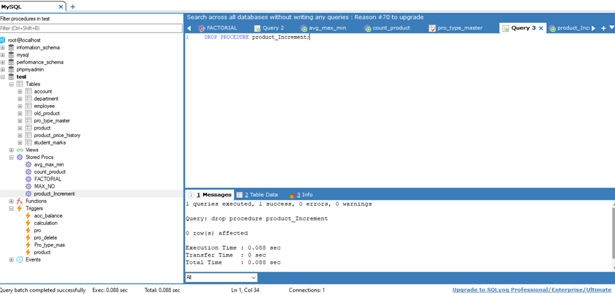 MySQL
Filter procedures in test
Filter (Ctrl+Shift+B)
root@localhost
information_schema
mysql
performance_schema
phpmyadmin
test
Tables
account
department
employee
old_product
pro_type_master
product
product_price_history
student_marks
Views
Stored Procs
avg_max_min
count_product
FACTORIAL
MAX_NO
product_Increment
Functions
Triggers
acc_balance
calculation
pro
pro_delete
Pro_type_max
product
Events
Search across all databases without writing any queries : Reason #70 to upgrade
FACTORIAL
Query 2
avg_max_min
count_product
pro_type_master
Query 3
product_Inc
1 DROP PROCEDURE product_Increment;
1 Messages
2 Table Data
3 Info
1 queries executed, 1 success, 0 errors, 0 warnings
Query: drop procedure product_Increment
0 row(s) affected
Execution Time : 0.088 sec
Transfer Time : 0 sec
Total Time : 0.088 sec
All
Query batch completed successfully Exec: 0.088 sec Total: 0.088 sec Ln 1, Col 34 Connections: 1 Upgrade to SQLyog Professional/Enterprise/Ultimate